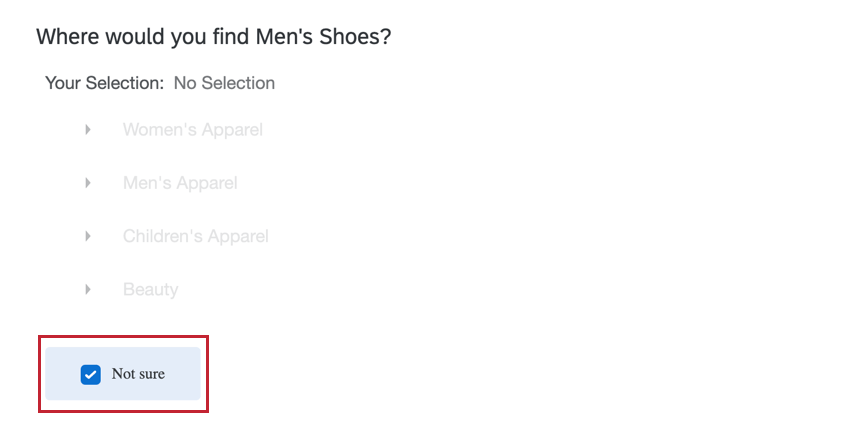 Where would you find Men's Shoes?
Your Selection: No Selection
Women's Apparel
Men's Apparel
Children's Apparel
Beauty
Not sure